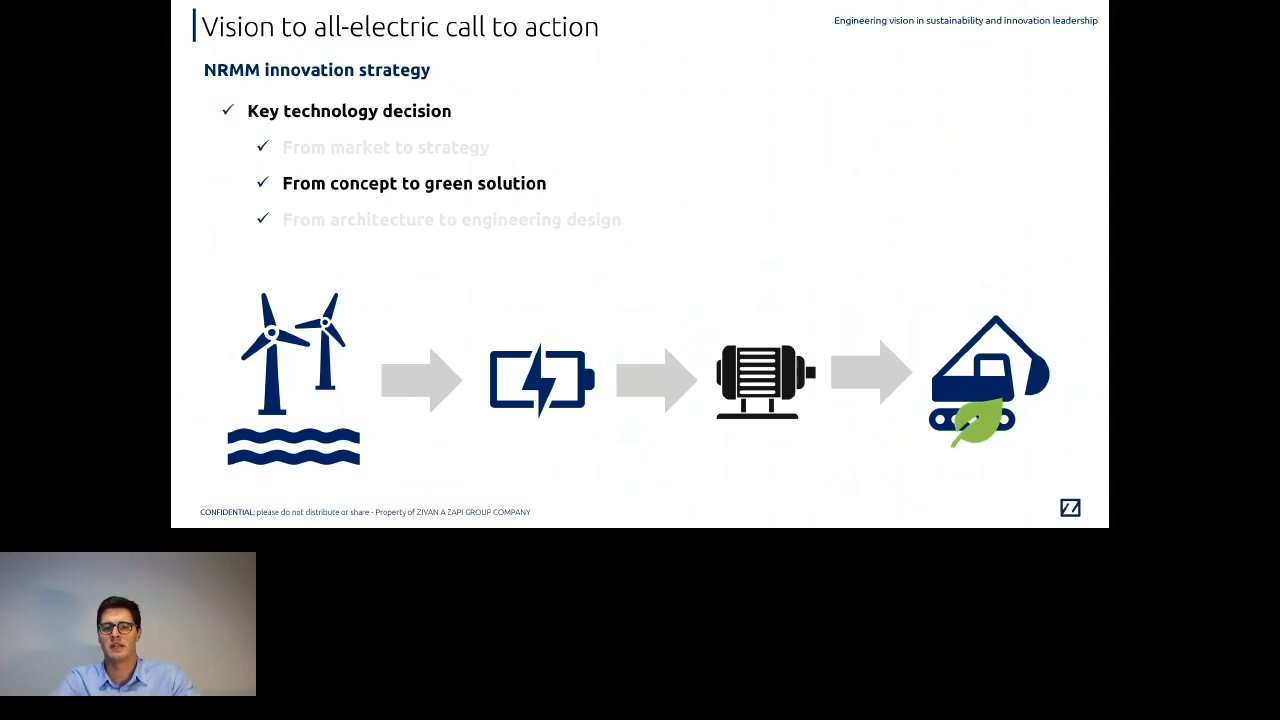 Vision to all-electric call to action
Engineering vision in sustainability and innovation leadership
NRMM innovation strategy
✓ Key technology decision
✓ From market to strategy
✓ From concept to green solution
✓ From architecture to engineering design
CONFIDENTIAL: please do not distribute or share - Property of ZIVAN A ZAPI GROUP COMPANY